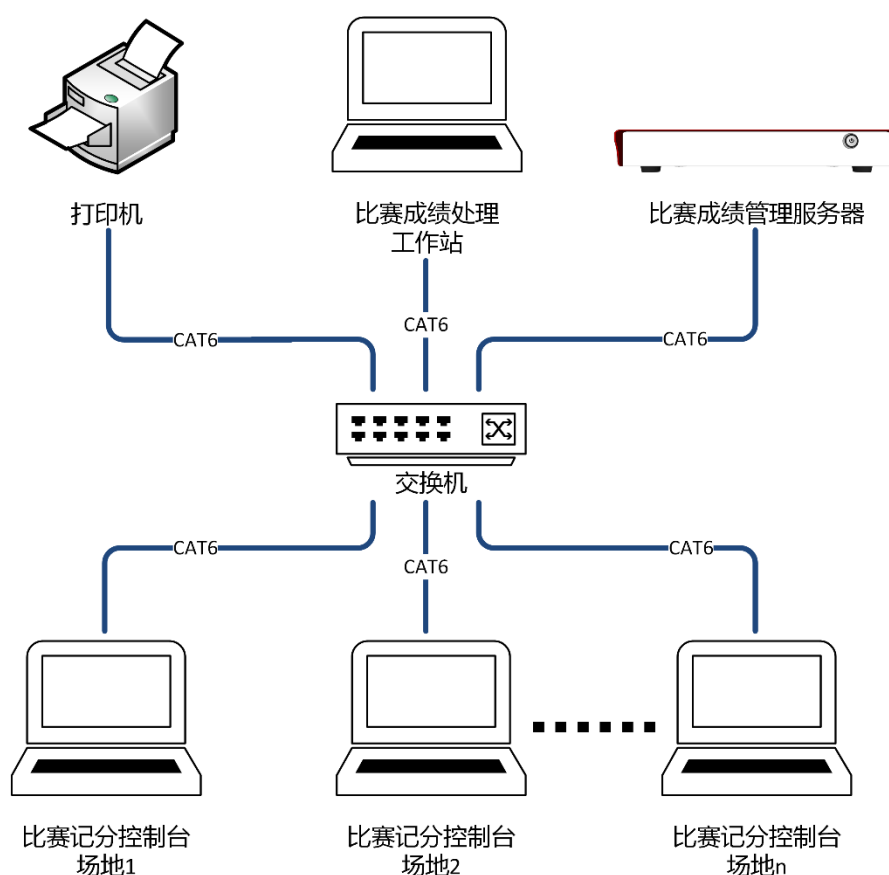 打印机
比赛成绩处理
工作站
比赛成绩管理服务器
CAT6
CAT6
CAT6
交换机
CAT6
CAT6
CAT6
比赛记分控制台
场地1
比赛记分控制台
场地2
比赛记分控制台
场地n